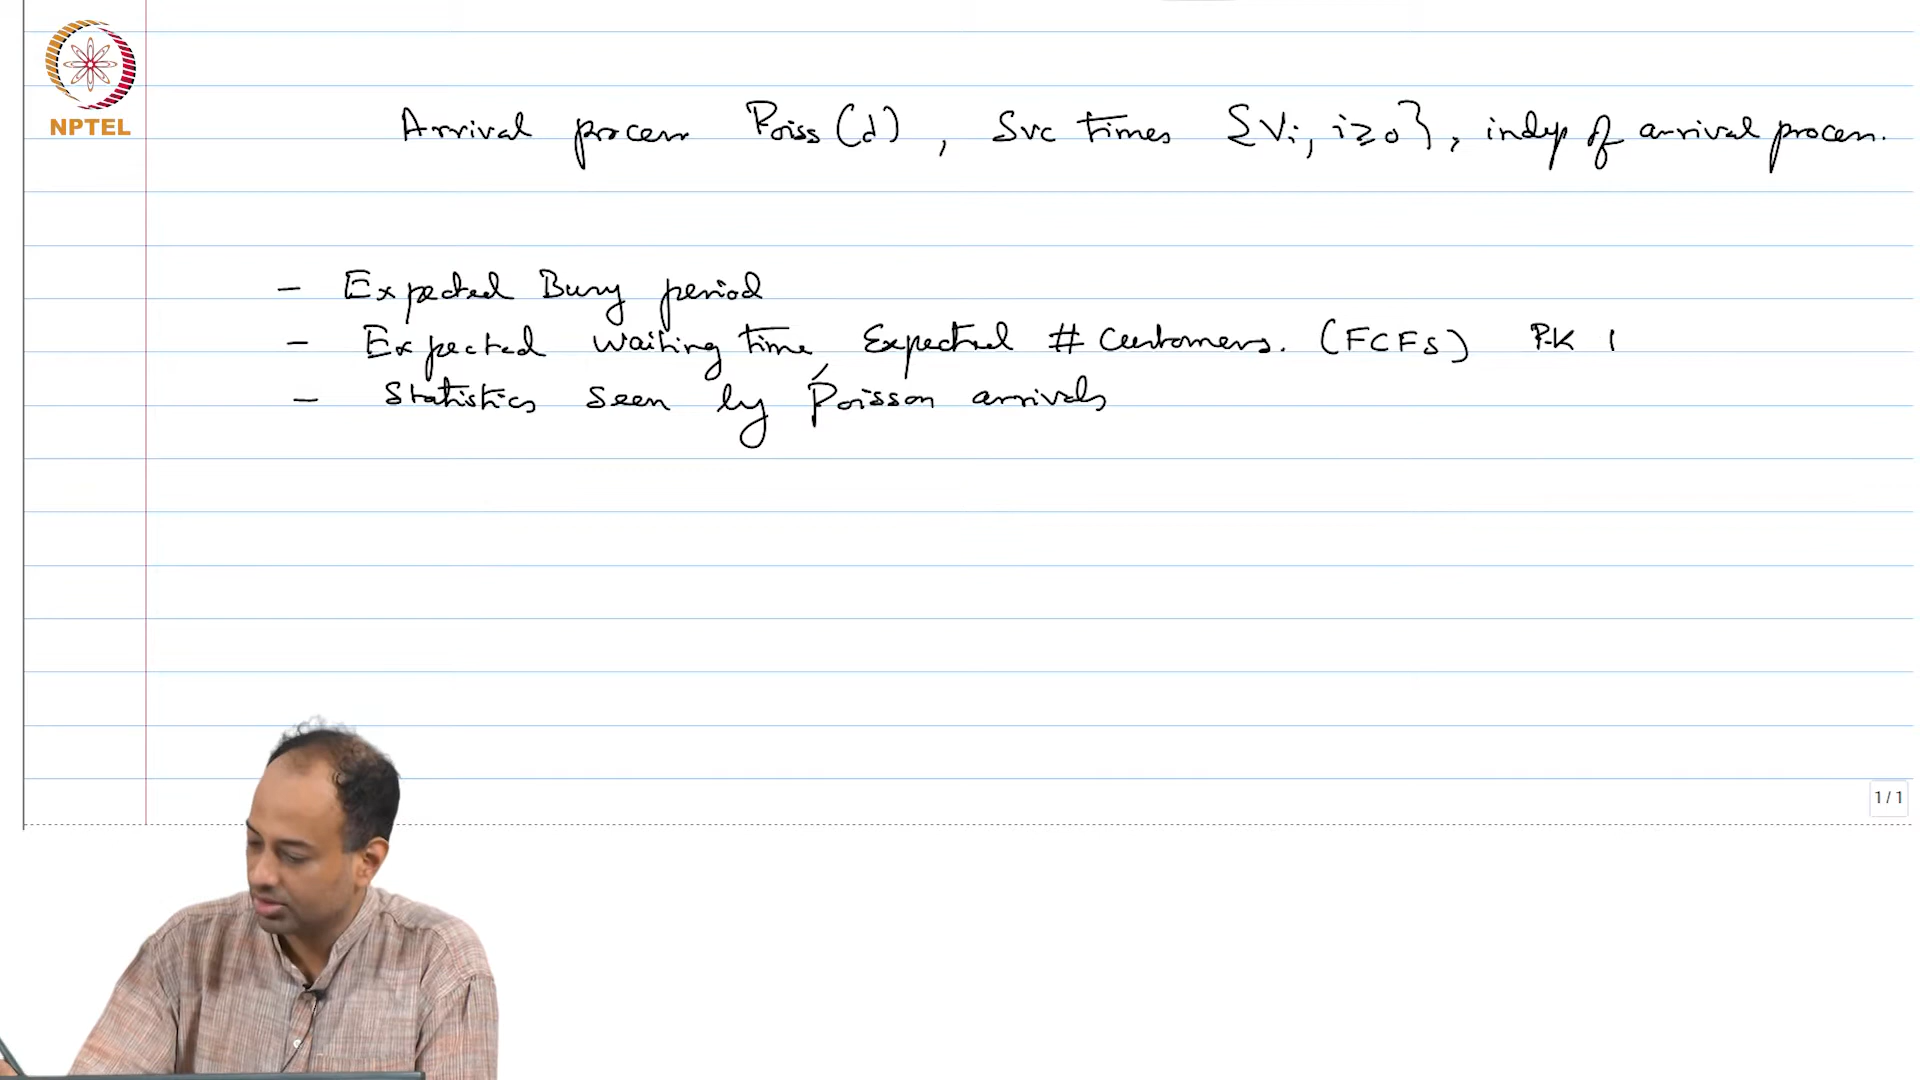 NPTEL
Arrival process Poiss(λ), Svc times {Vi, i≥0}, indep of arrival process.
- Expected Busy period
- Expected waiting time, Expected # customers. (FCFS) P-K
- Statistics seen by Poisson arrivals
1 / 1